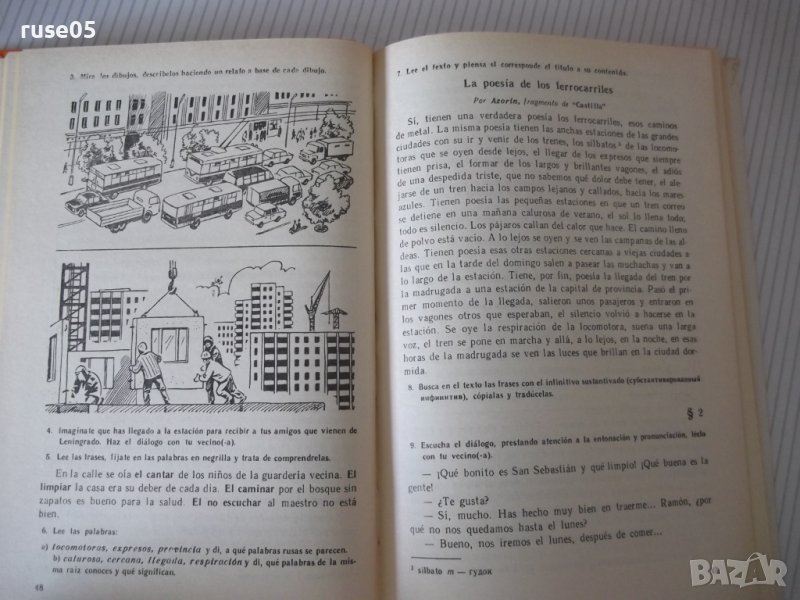 ruse05
3. Mira los dibujos, descríbelos haciendo un relato a base de cada dibujo.
4. Imagínate que has llegado a la estación para recibir a tus amigos que vienen de
Leningrado. Haz el diálogo con tu vecino(-a).
5. Lee las frases, fíjate en las palabras en negrilla y trata de comprenderlas.
En la calle se oía el cantar de los niños de la guardería vecina. El
limpiar la casa era su deber de cada día. El caminar por el bosque sin
zapatos es bueno para la salud. El no escuchar al maestro no está
bien.
6. Lee las palabras:
a) locomotoras, expresos, provincia y di, a qué palabras rusas se parecen.
b) calurosa, cercana, llegada, respiración y di, qué palabras de la mis-
ma raíz conoces y qué significan.
48
7. Lee el texto y piensa si corresponde el título a su contenido.
La poesía de los ferrocarriles
Por Azorín, fragmento de "Castilla"
Sí, tienen una verdadera poesía los ferrocarriles, esos caminos
de metal. La misma poesía tienen las anchas estaciones de las grandes
ciudades con su ir y venir de los trenes, los silbatos¹ de las locomo-
toras que se oyen desde lejos, el llegar de los expresos que siempre
tienen prisa, el formar de los largos y brillantes vagones, el adiós
de una despedida triste, que no sabemos qué dolor debe tener, el ale-
jarse de un tren hacia los campos lejanos y callados, hacia los mares
azules. Tienen poesía las pequeñas estaciones en que un tren correo
se detiene en una mañana calurosa de verano, el sol lo llena todo;
todo es silencio. Los pájaros callan del calor que hace. El camino lleno
de polvo está vacío. A lo lejos se oyen y se ven las campanas de las al-
deas. Tienen poesía esas otras estaciones cercanas a viejas ciudades a
las que en la tarde del domingo salen a pasear las muchachas y van a
lo largo de la estación. Tiene, por fin, poesía la llegada del tren por
la madrugada a una estación de la capital de provincia. Pasó el pri-
mer momento de la llegada, salieron unos pasajeros y entraron en
los vagones otros que esperaban, el silencio volvió a hacerse en la
estación. Se oye la respiración de la locomotora, suena una larga
voz, el tren se pone en marcha y allá, a lo lejos, en la noche, en esas
horas de la madrugada se ven las luces que brillan en la ciudad dor-
mida.
8. Busca en el texto las frases con el infinitivo sustantivado (субстантивированный
инфинитив), cópialas y tradúcelas.
§ 2
9. Escucha el diálogo, prestando atención a la entonación y pronunciación, léelo
con tu vecino(-a).
— ¡Qué bonito es San Sebastián y qué limpio! ¡Qué buena es la
gente!
— ¿Te gusta?
— Sí, mucho. Has hecho muy bien en traerme... Ramón, ¿por
qué no nos quedamos hasta el lunes?
— Bueno, nos iremos el lunes, después de comer...
¹ silbato m — гудок
BAZAR